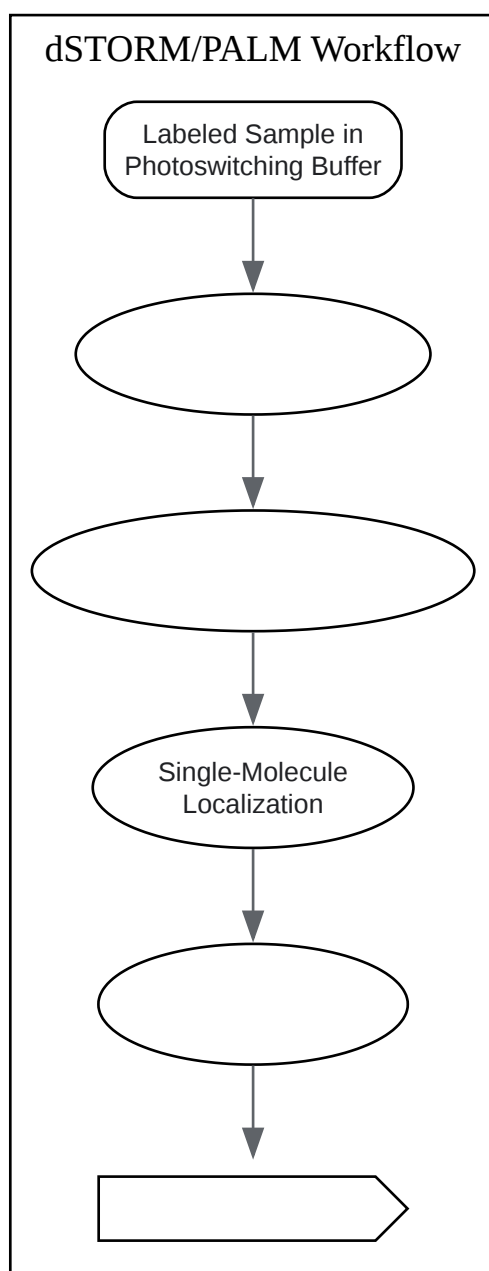 dSTORM/PALM Workflow
Labeled Sample in
Photoswitching Buffer
Single-Molecule
Localization